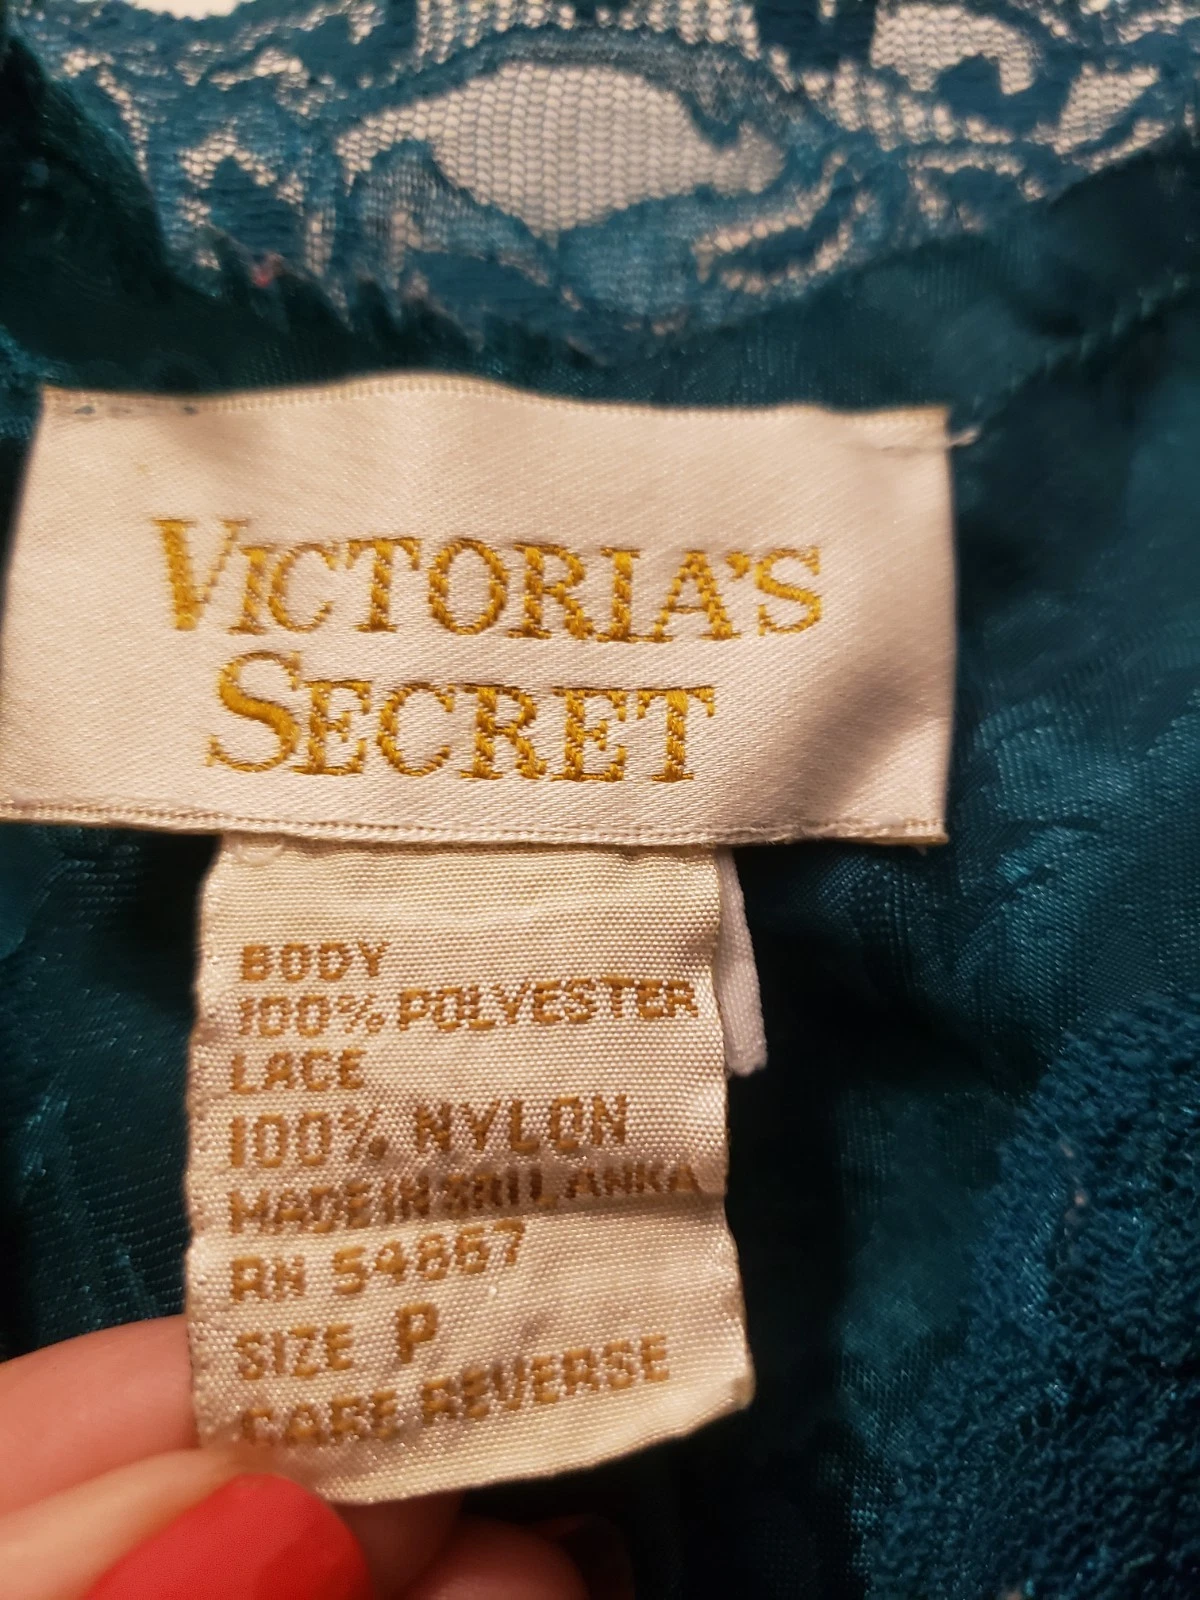 VICTORIA'S
SECRET
BODY
100% POLYESTER
LACE
100% NYLON
MADE IN SRI LANKA
RN 54867
SIZE P
CARE REVERSE